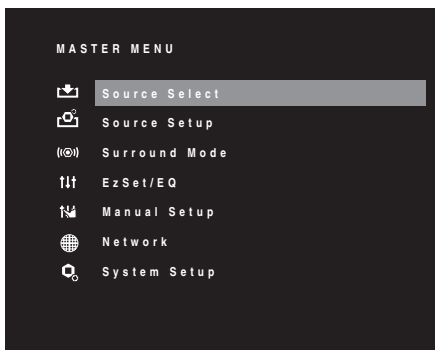 MASTER MENU
Source Select
Source Setup
Surround Mode
EzSet/EQ
Manual Setup
Network
System Setup